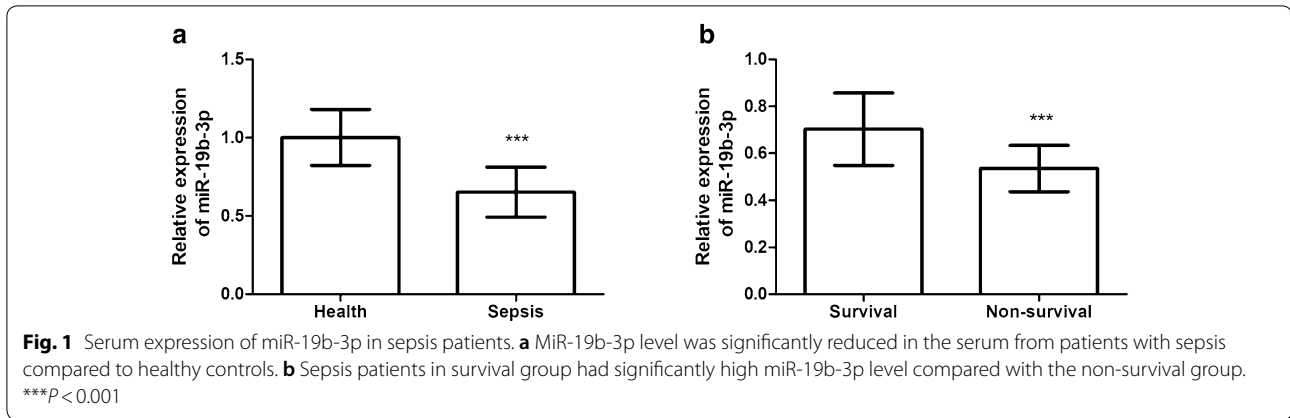 a
Relative expression
of miR-19b-3p
1.5
1.0
0.5
0.0
***
Health
Sepsis
b
Relative expression
of miR-19b-3p
1.0
0.8
0.6
0.4
0.2
0.0
***
Survival
Non-survival
Fig. 1 Serum expression of miR-19b-3p in sepsis patients. a MiR-19b-3p level was significantly reduced in the serum from patients with sepsis
compared to healthy controls. b Sepsis patients in survival group had significantly high miR-19b-3p level compared with the non-survival group.
***P < 0.001